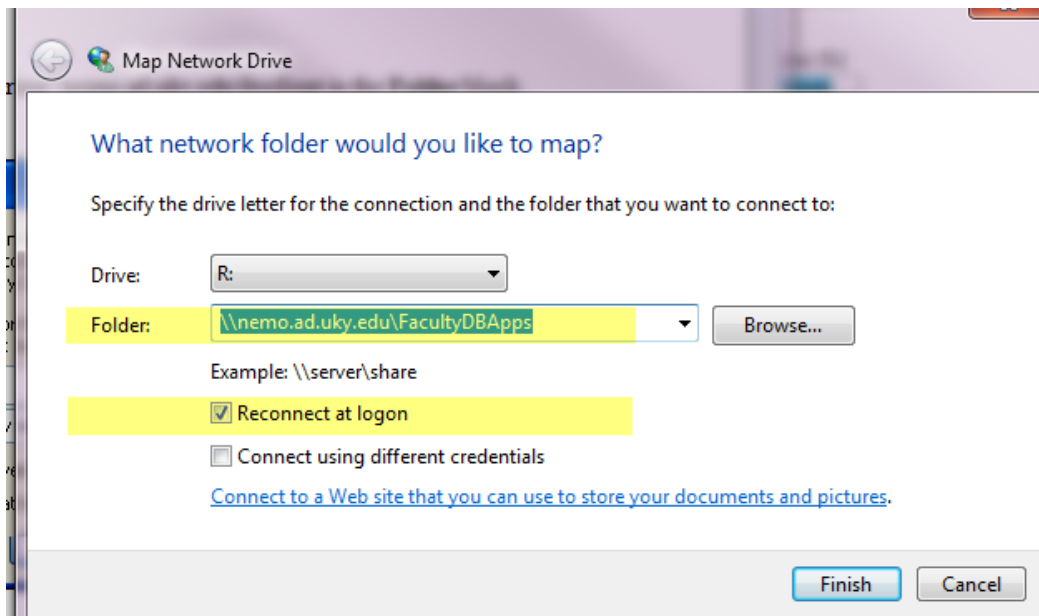 Map Network Drive
What network folder would you like to map?
Specify the drive letter for the connection and the folder that you want to connect to:
Drive: R:
Folder: \\nemo.ad.uky.edu\FacultyDBApps Browse...
Example: \\server\share
Reconnect at logon
Connect using different credentials
Connect to a Web site that you can use to store your documents and pictures.
Finish Cancel